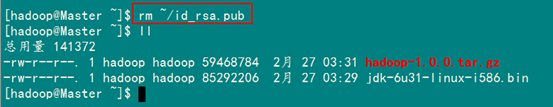 [hadoop@Master ~]$ rm ~/id_rsa.pub
[hadoop@Master ~]$ ll
总用量 141372
-rw-r--r--. 1 hadoop hadoop 59468784 2月 27 03:31 hadoop-1.0.0.tar.gz
-rw-r--r--. 1 hadoop hadoop 85292206 2月 27 03:29 jdk-6u31-linux-i586.bin
[hadoop@Master ~]$